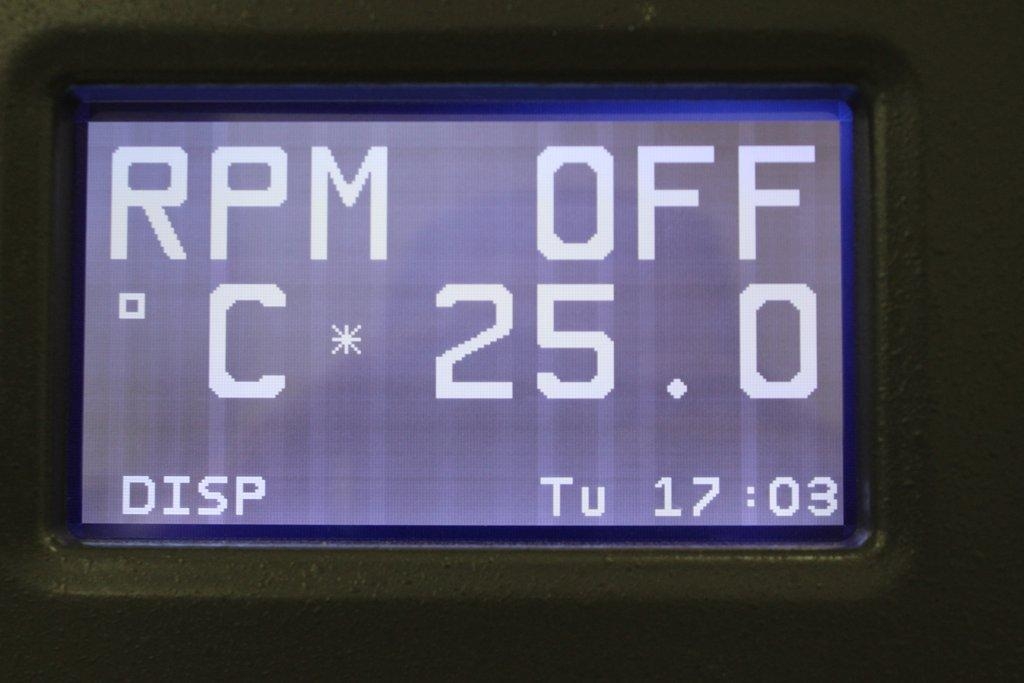 RPM OFF
°C * 25.0
DISP Tu 17:03